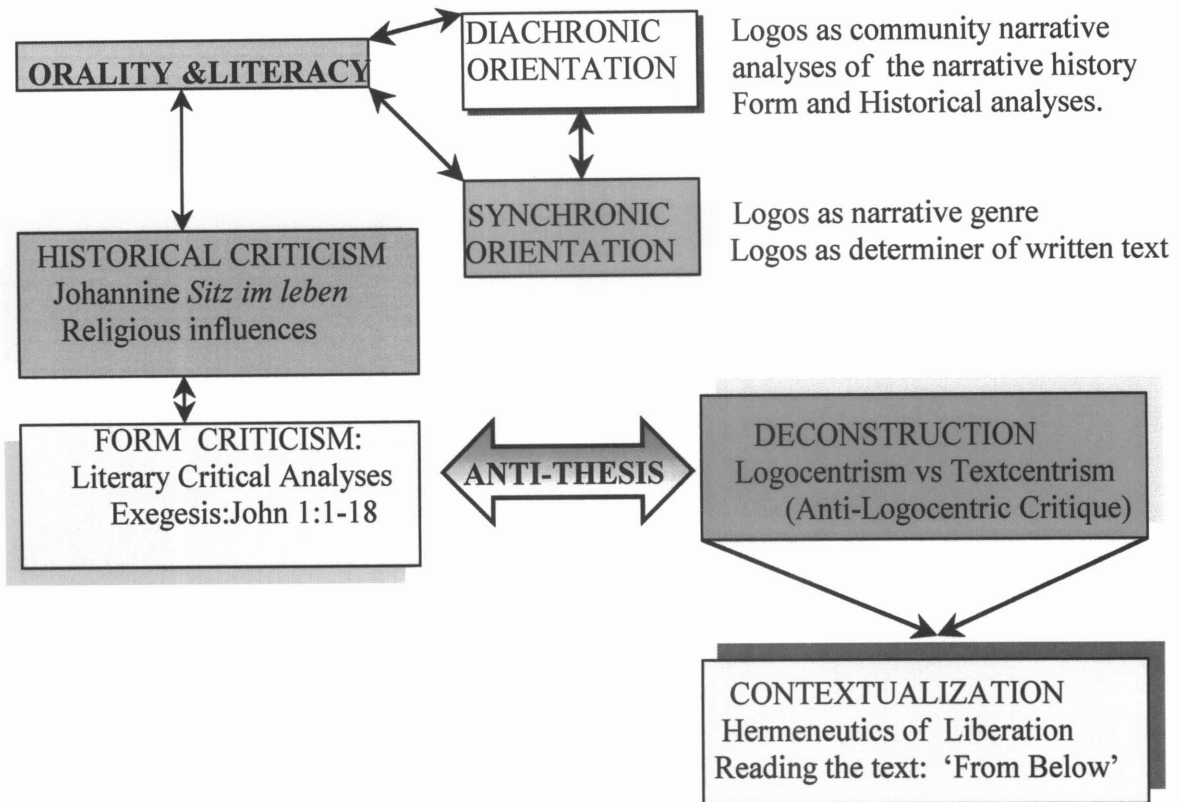 ORALITY &LITERACY
DIACHRONIC
ORIENTATION
Logos as community narrative
analyses of the narrative history
Form and Historical analyses.
SYNCHRONIC
ORIENTATION
Logos as narrative genre
Logos as determiner of written text
HISTORICAL CRITICISM
Johannine Sitz im leben
Religious influences
FORM CRITICISM:
Literary Critical Analyses
Exegesis:John 1:1-18
ANTI-THESIS
DECONSTRUCTION
Logocentrism vs Textcentrism
(Anti-Logocentric Critique)
CONTEXTUALIZATION
Hermeneutics of Liberation
Reading the text: ‘From Below’